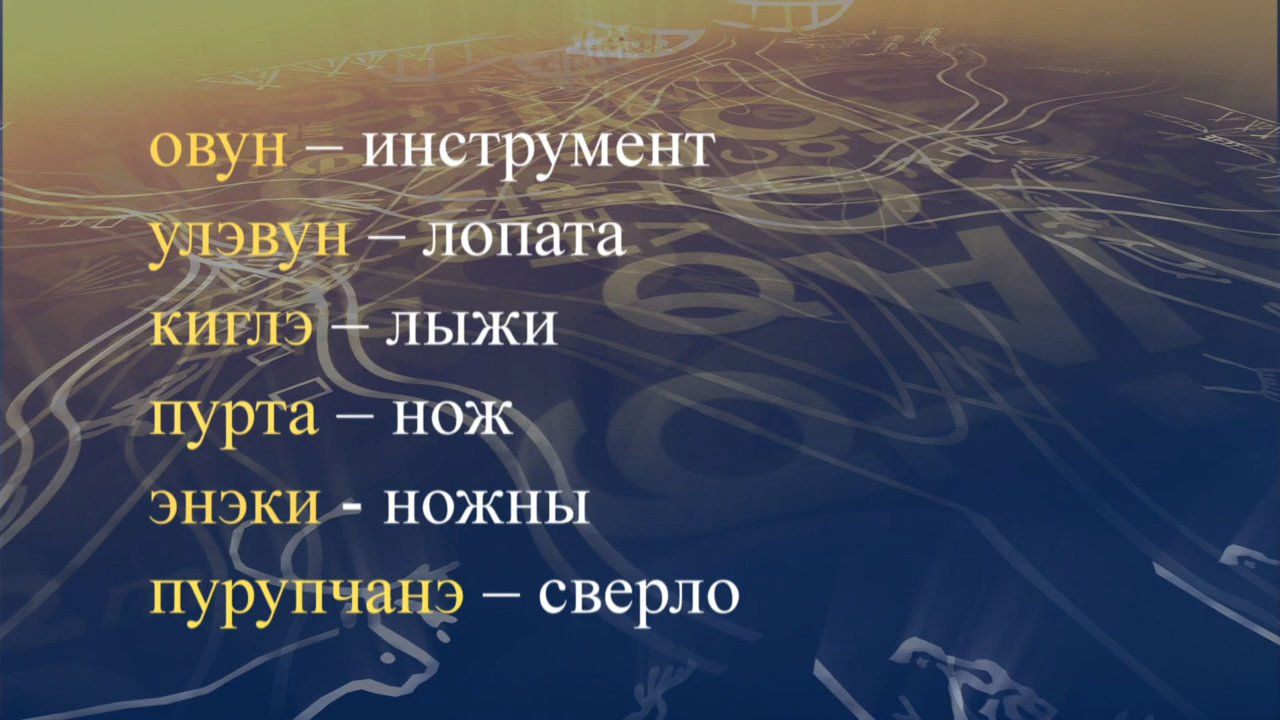 овун – инструмент
улэвун – лопата
киглэ – лыжи
пурта – нож
энэки - ножны
пурупчанэ – сверло